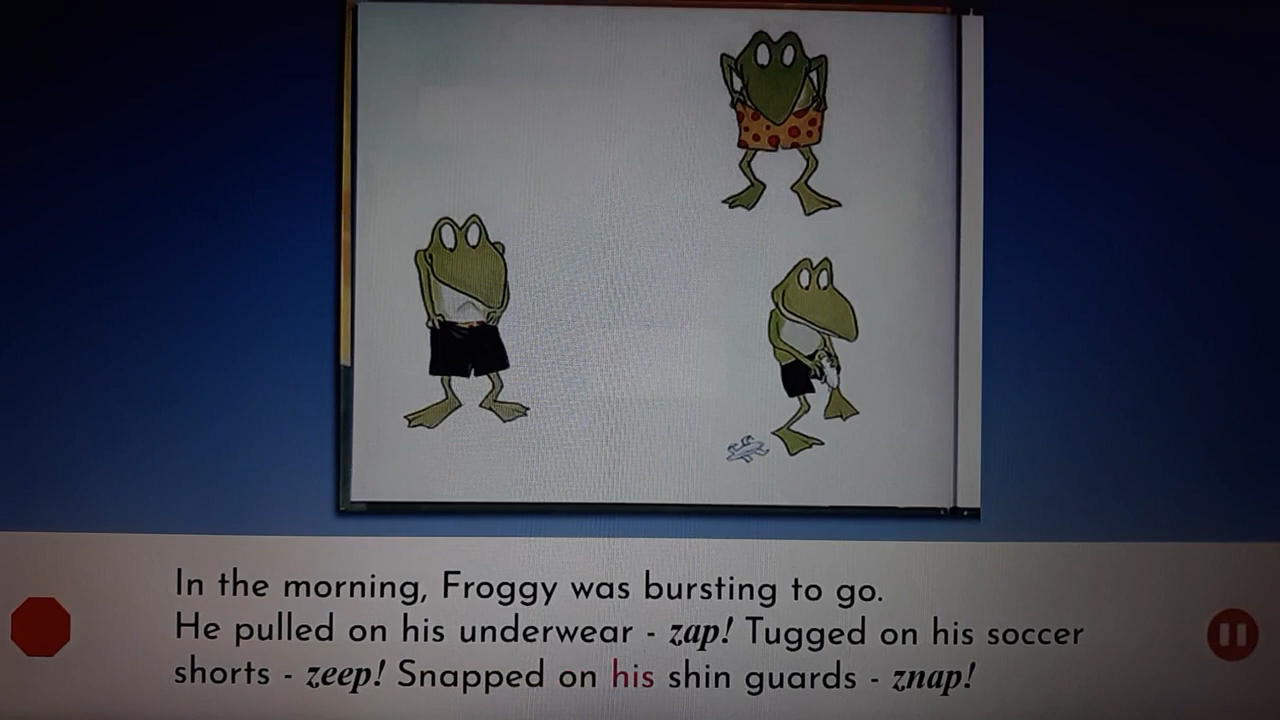 In the morning, Froggy was bursting to go.
He pulled on his underwear - zap! Tugged on his soccer
shorts - zeep! Snapped on his shin guards - znap!